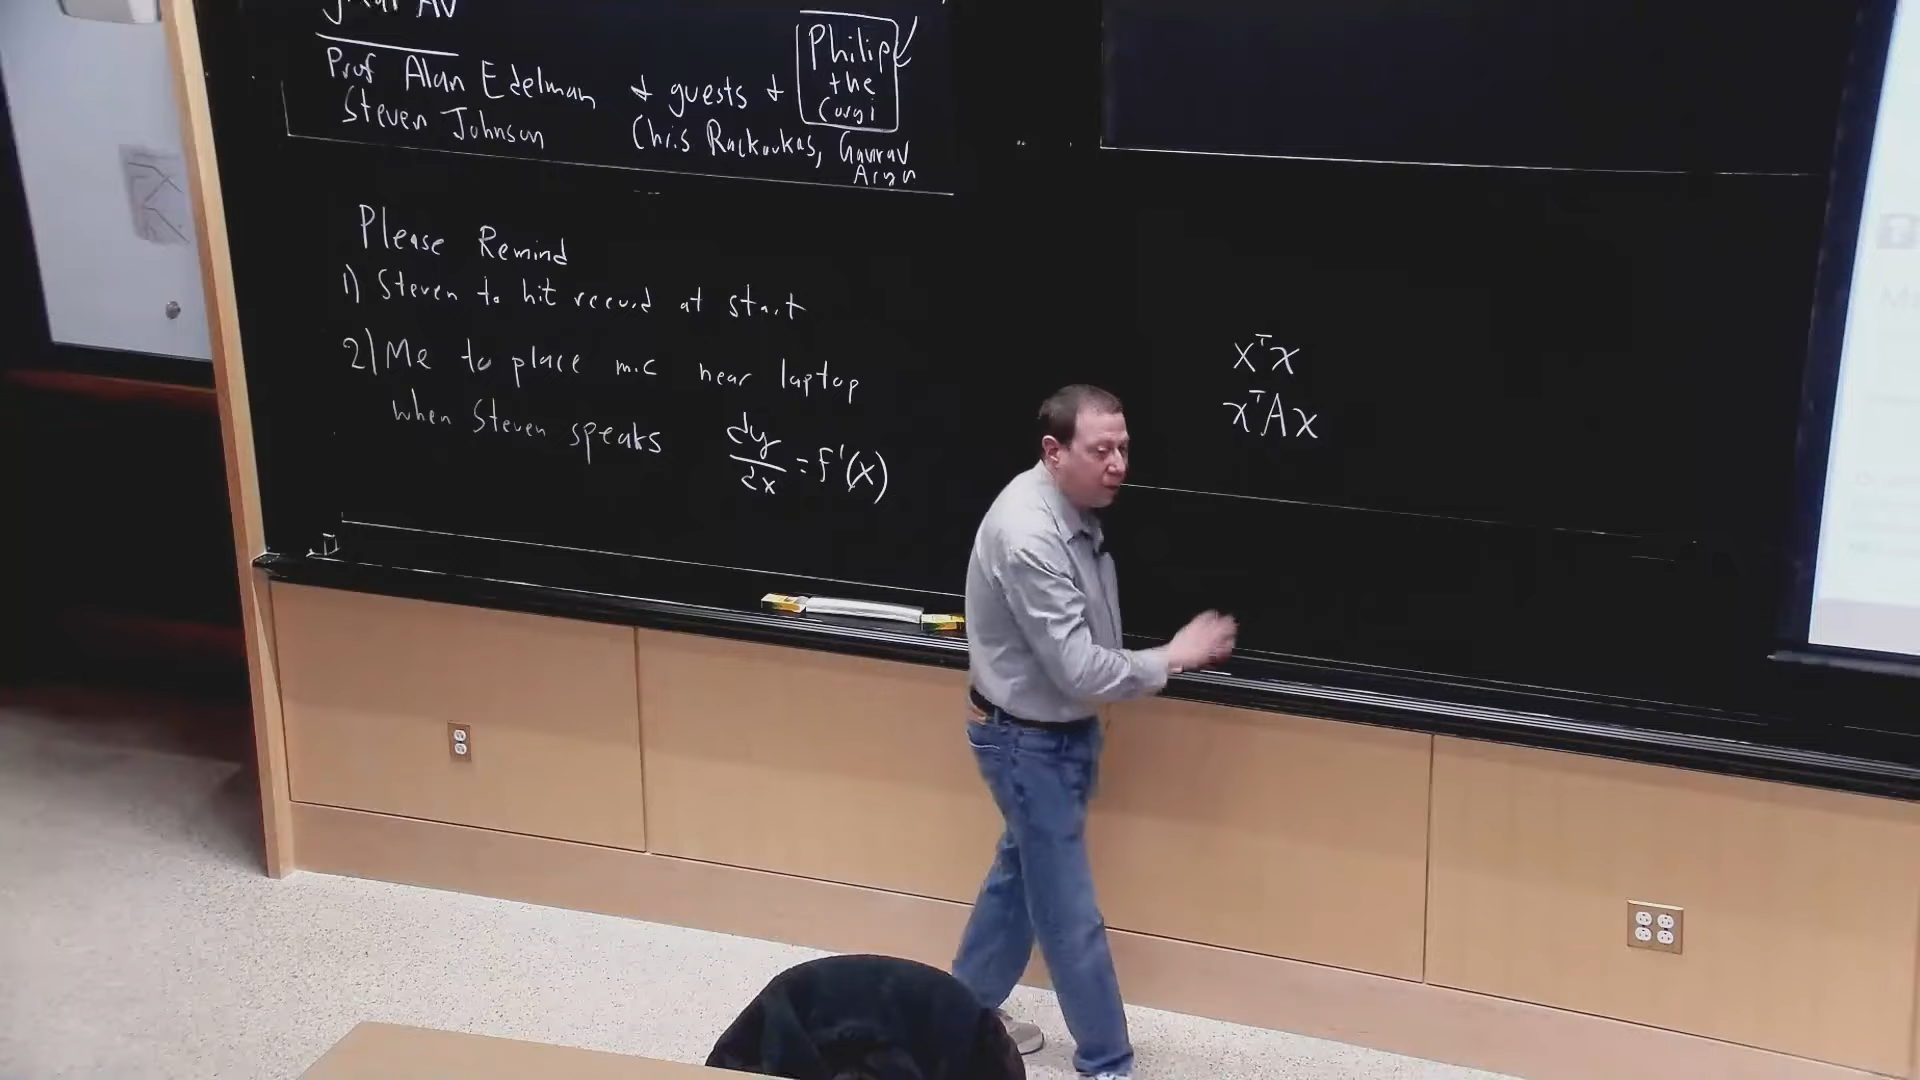 Prof Alan Edelman & guests & Philip
the
Corgi
Steven Johnson Chris Rackaukas, Gaurav
Arya
Please Remind
1) Steven to hit record at start
2) Me to place mic near laptop
when Steven speaks
dy/dx = f'(x)
xᵀx
xᵀAx